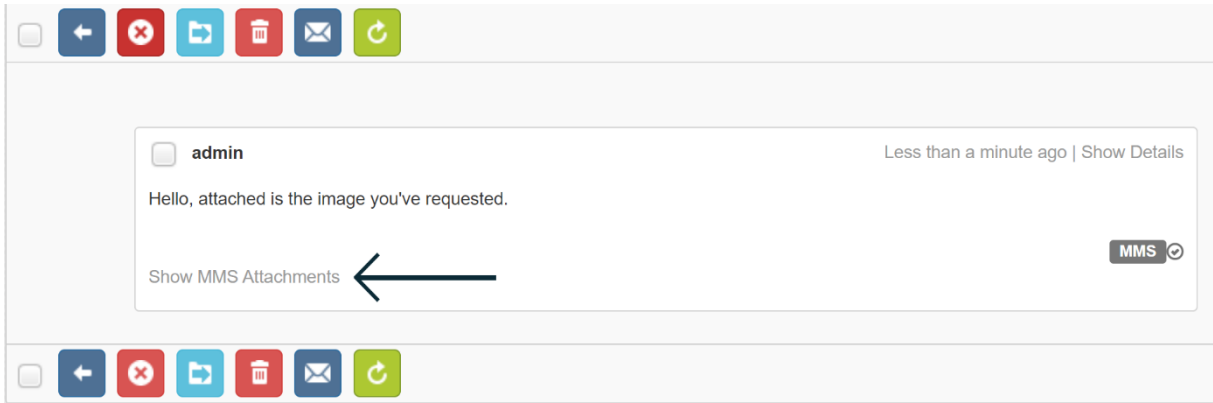 admin
Less than a minute ago | Show Details
Hello, attached is the image you've requested.
MMS
Show MMS Attachments